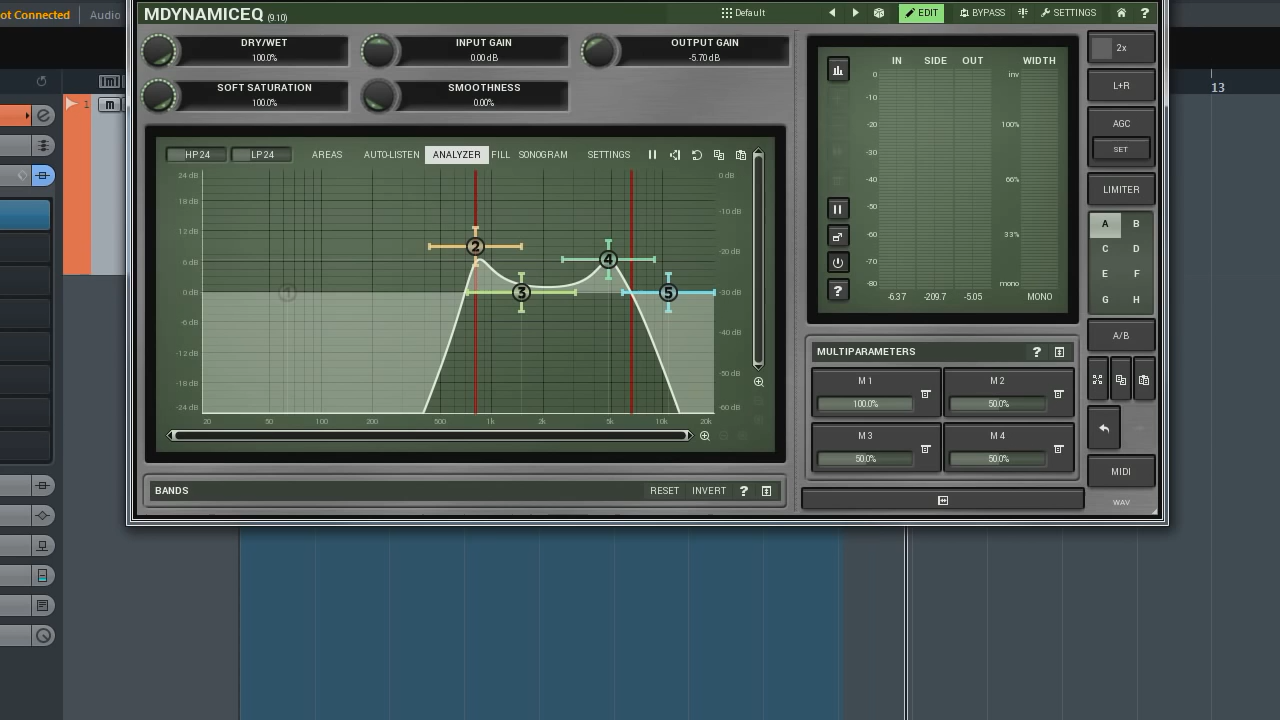 ot Connected
Audio
MDYNAMICEQ (9.10)
Default
EDIT
BYPASS
SETTINGS
?
DRY/WET
100.0%
INPUT GAIN
0.00 dB
OUTPUT GAIN
-5.70 dB
SOFT SATURATION
100.0%
SMOOTHNESS
0.00%
HP24
LP24
AREAS
AUTO-LISTEN
ANALYZER
FILL
SONOGRAM
SETTINGS
24 dB
18 dB
12 dB
6 dB
0 dB
-6 dB
-12 dB
-18 dB
-24 dB
0 dB
-10 dB
-20 dB
-30 dB
-40 dB
-50 dB
-60 dB
1
2
3
4
5
20 50 100 200 500 1k 2k 5k 10k 20k
BANDS
RESET
INVERT
?
IN SIDE OUT WIDTH
0
-10
-20
-30
-40
-50
-60
-70
-80
inv
100%
66%
33%
mono
-6.37 -209.7 -5.05 MONO
?
MULTIPARAMETERS
?
M 1
100.0%
M 2
50.0%
M 3
50.0%
M 4
50.0%
2x
L+R
AGC
SET
LIMITER
A B
C D
E F
G H
A/B
MIDI
WAV
1
m
m
13